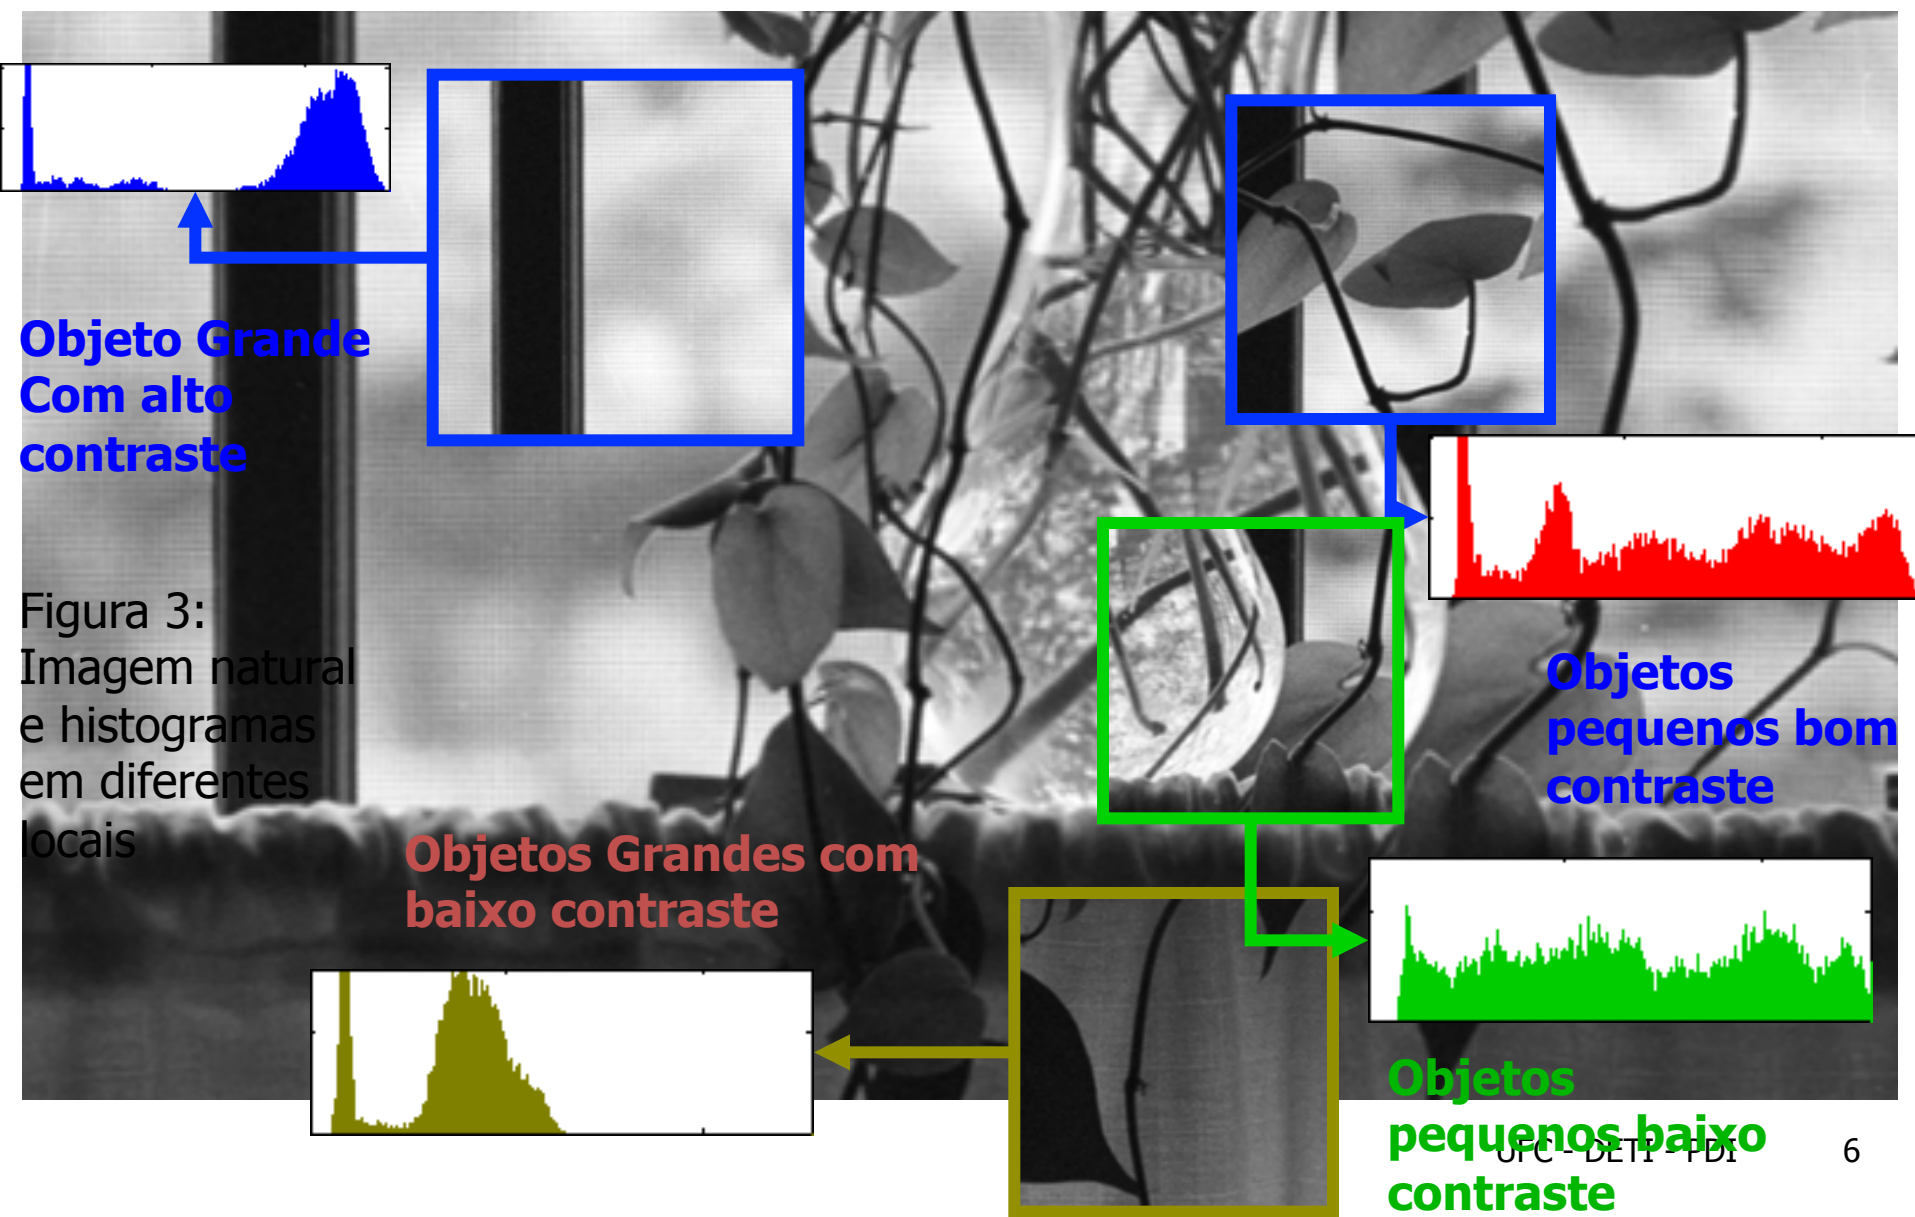 Objeto Grande
Com alto
contraste
Figura 3:
Imagem natural
e histogramas
em diferentes
locais
Objetos Grandes com
baixo contraste
Objetos
pequenos bom
contraste
Objetos
pequenos baixo
contraste
UFC - DETI - PDI
6